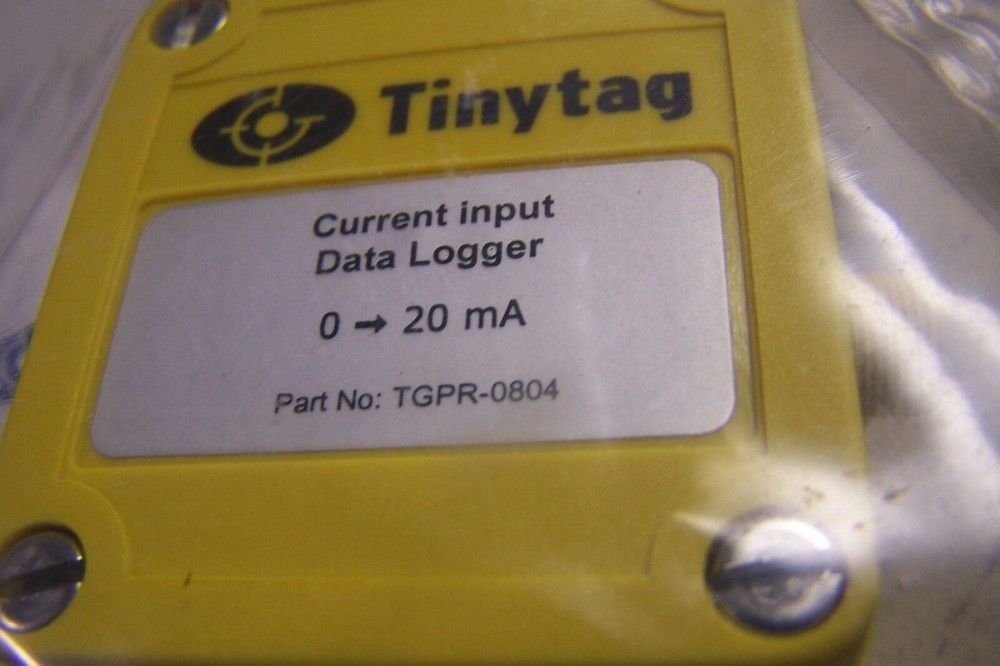 Tinytag
Current input
Data Logger
0 → 20 mA
Part No: TGPR-0804